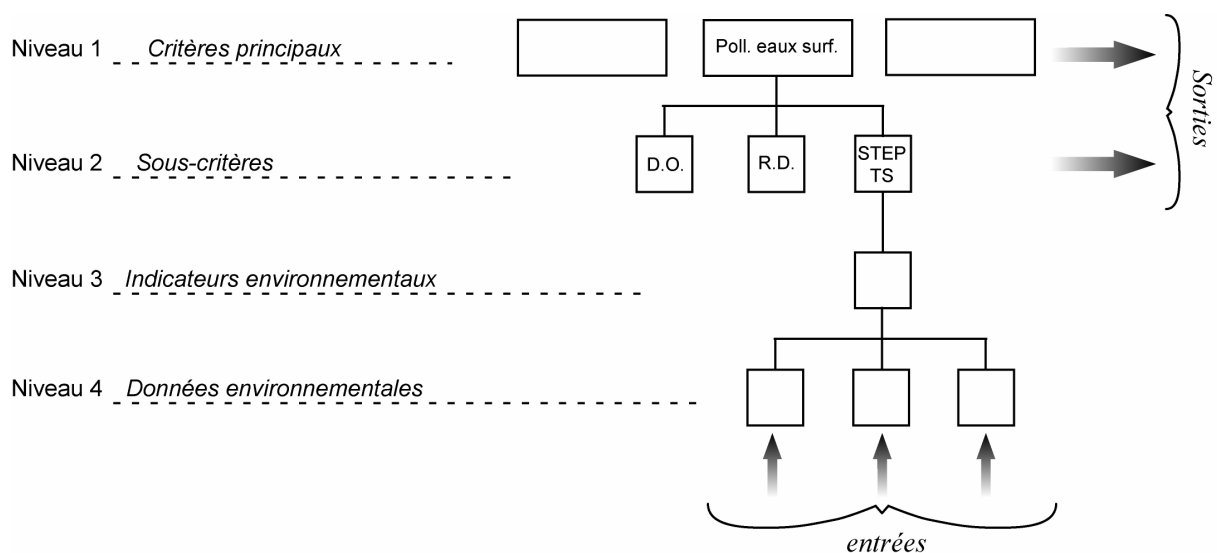 Niveau 1 Critères principaux
Poll. eaux surf.
Sorties
Niveau 2 Sous-critères
D.O.
R.D.
STEP
TS
Niveau 3 Indicateurs environnementaux
Niveau 4 Données environnementales
entrées